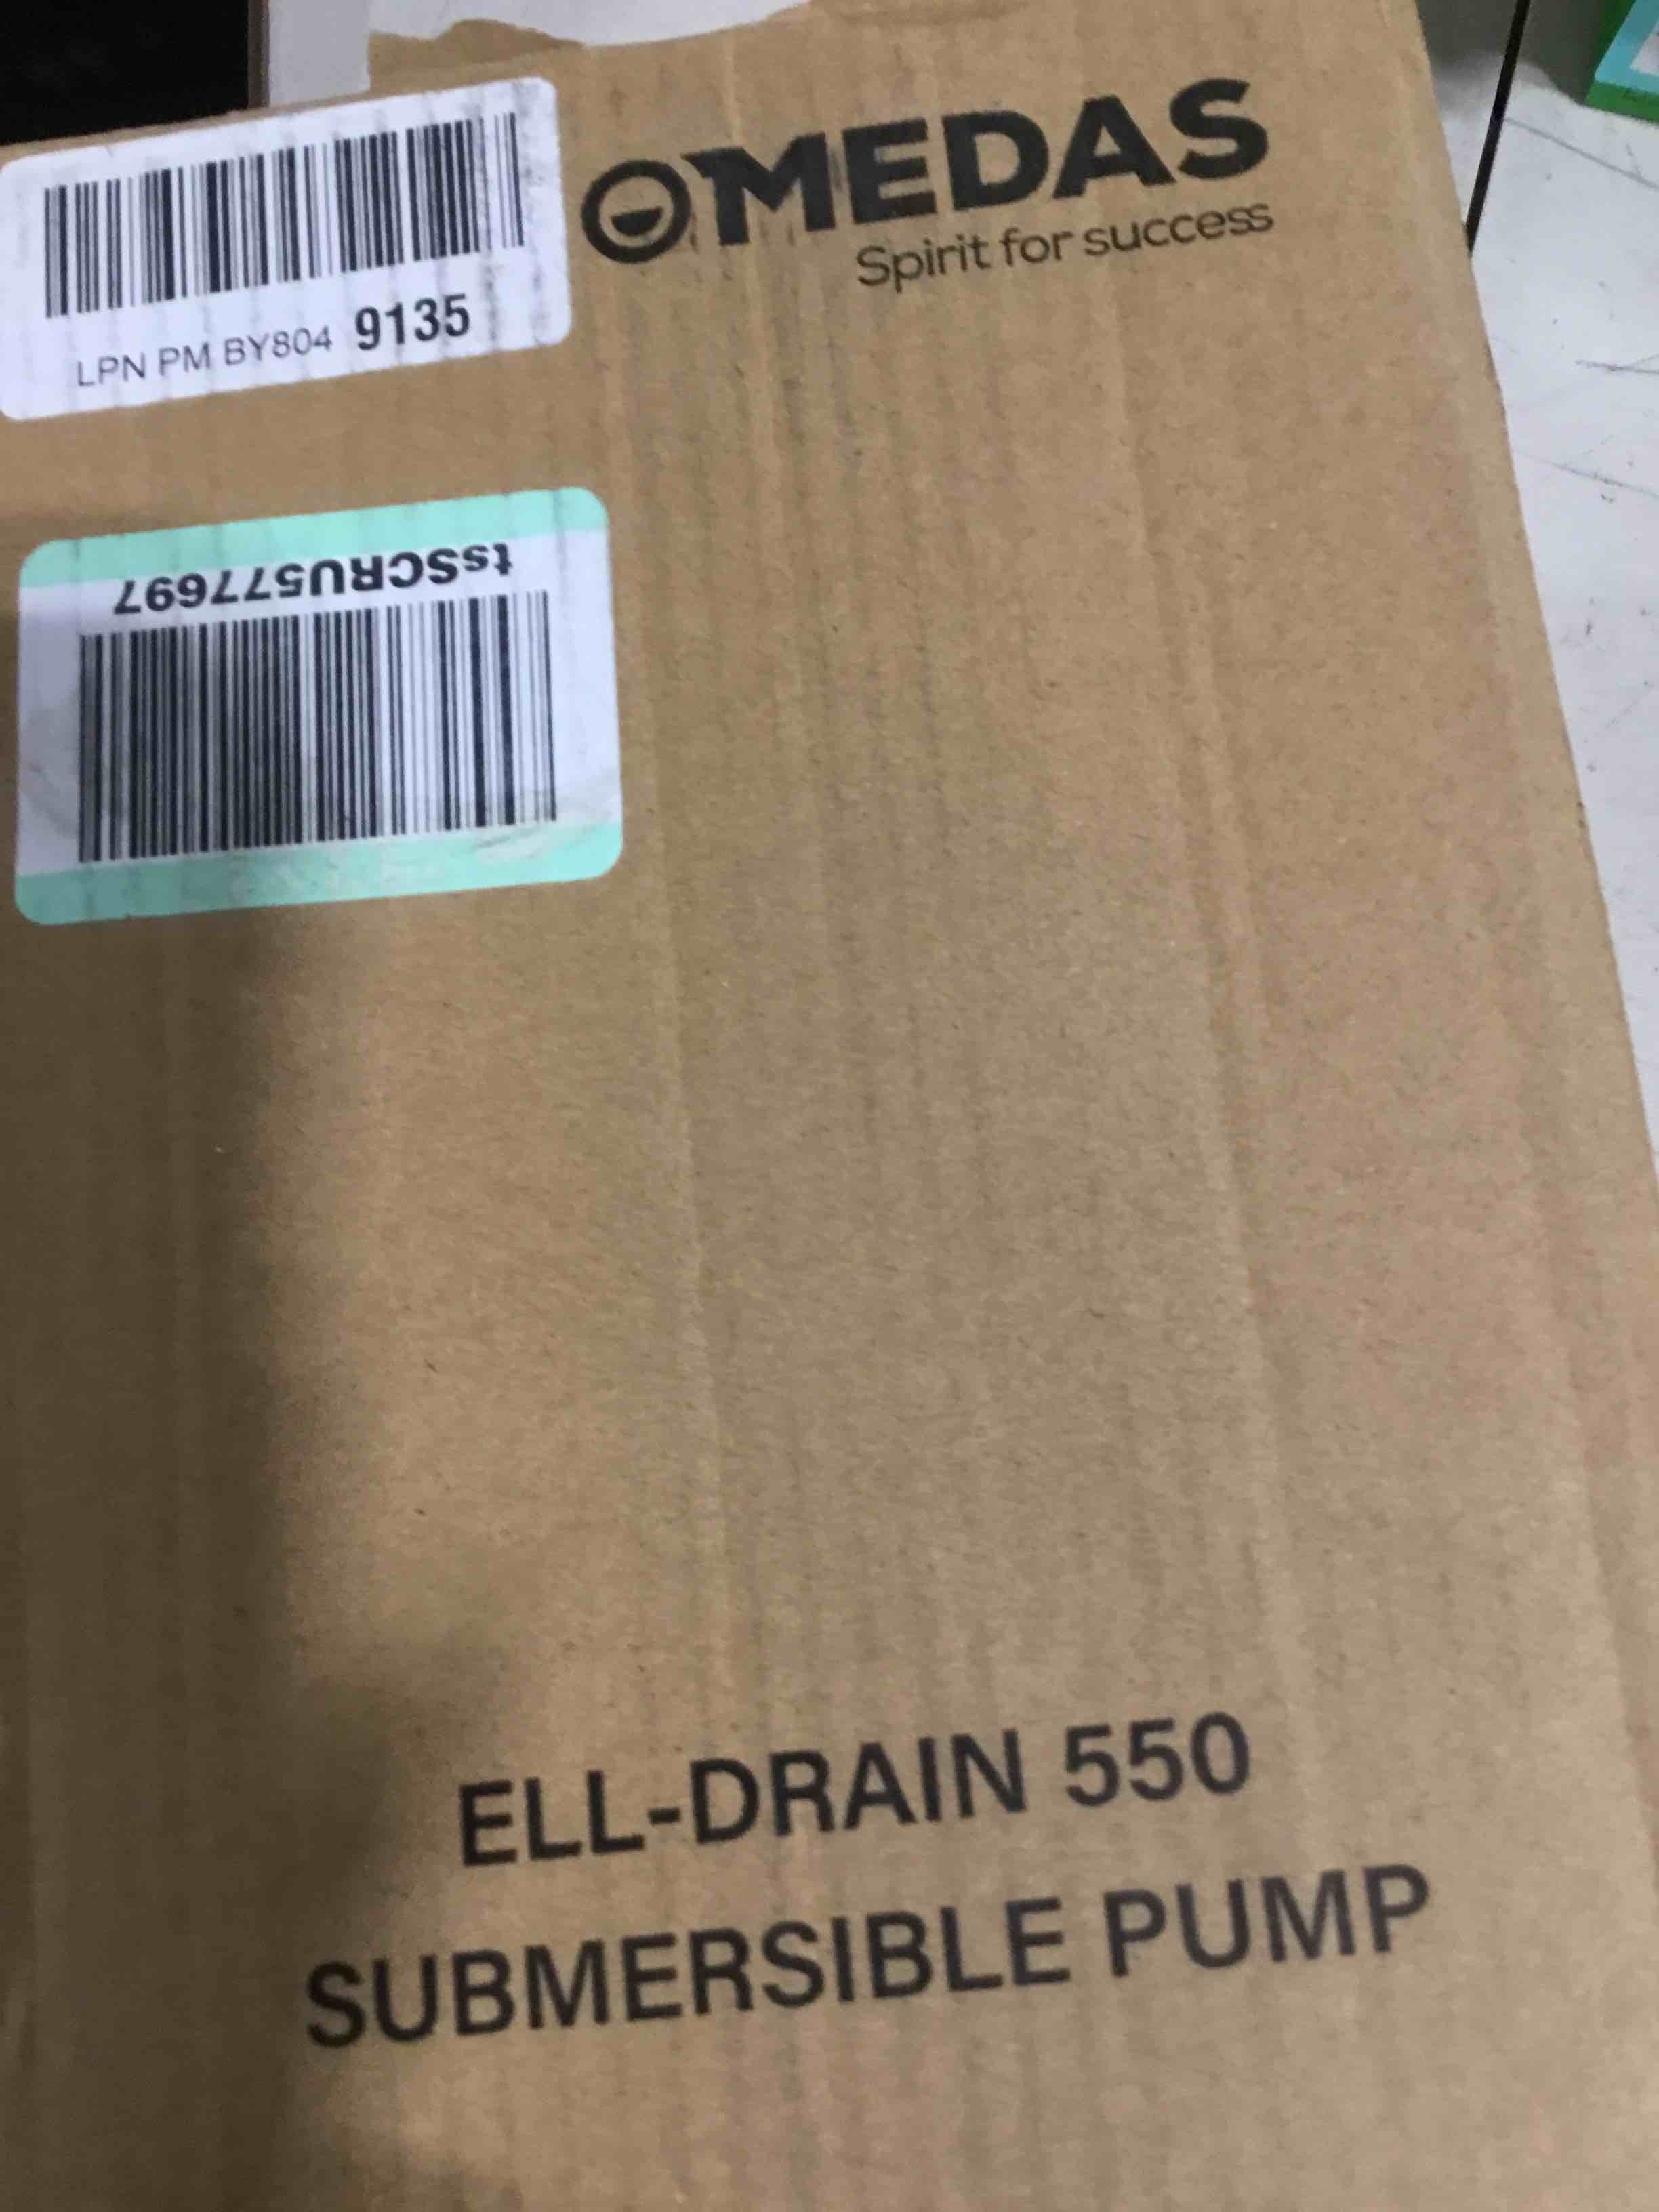 OMEDAS
Spirit for success
LPN PM BY804 9135
tsSCRU577697
ELL-DRAIN 550
SUBMERSIBLE PUMP